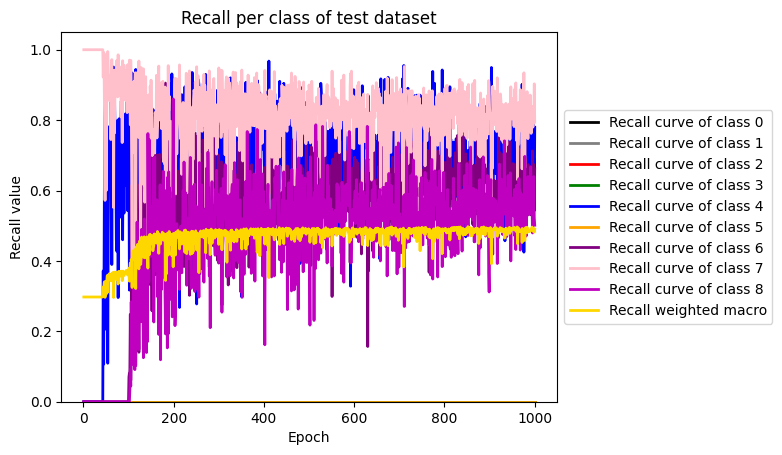 Recall per class of test dataset
Recall value
1.0
0.8
0.6
0.4
0.2
0.0
0
200
400
600
800
1000
Epoch
Recall curve of class 0
Recall curve of class 1
Recall curve of class 2
Recall curve of class 3
Recall curve of class 4
Recall curve of class 5
Recall curve of class 6
Recall curve of class 7
Recall curve of class 8
Recall weighted macro